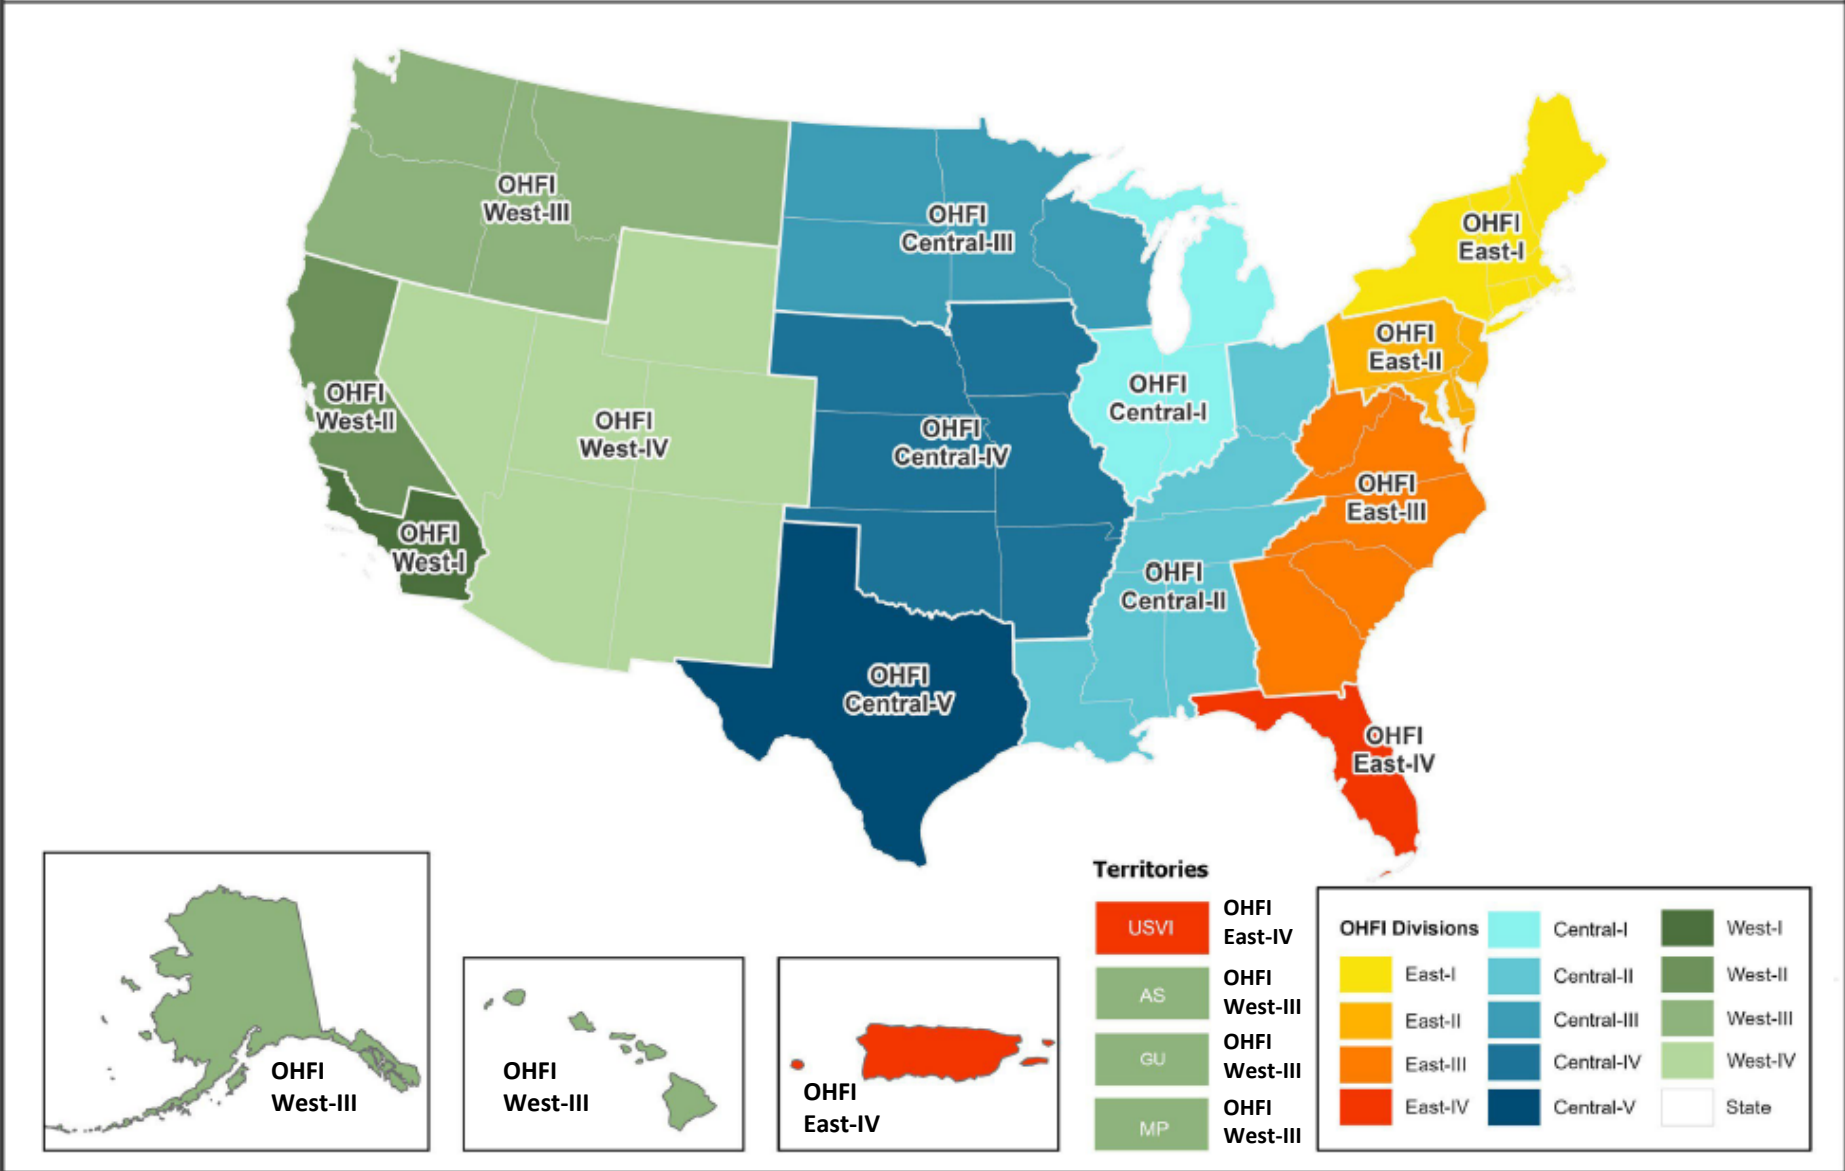 OHFI
West-III
OHFI
Central-III
OHFI
East-I
OHFI
East-II
OHFI
West-II
OHFI
West-IV
OHFI
Central-IV
OHFI
Central-I
OHFI
East-III
OHFI
West-I
OHFI
Central-II
OHFI
Central-V
OHFI
East-IV
OHFI
West-III
OHFI
West-III
OHFI
East-IV
Territories
USVI
OHFI
East-IV
AS
OHFI
West-III
GU
OHFI
West-III
MP
OHFI
West-III
OHFI Divisions
East-I
East-II
East-III
East-IV
Central-I
Central-II
Central-III
Central-IV
Central-V
West-I
West-II
West-III
West-IV
State